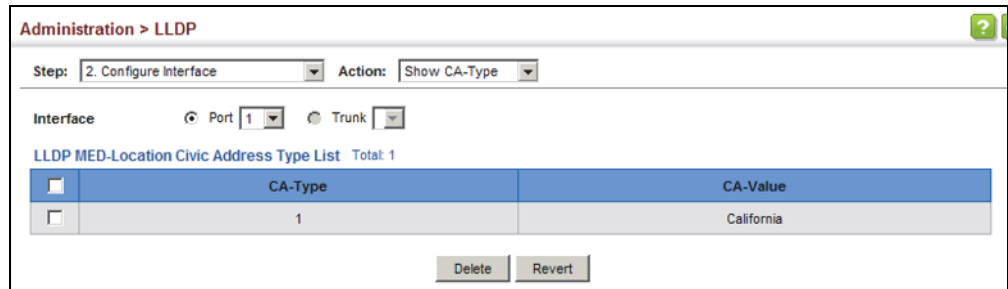 Administration > LLDP ?
Step: 2. Configure Interface Action: Show CA-Type
Interface Port 1 Trunk
LLDP MED-Location Civic Address Type List Total: 1
CA-Type CA-Value
1 California
Delete Revert